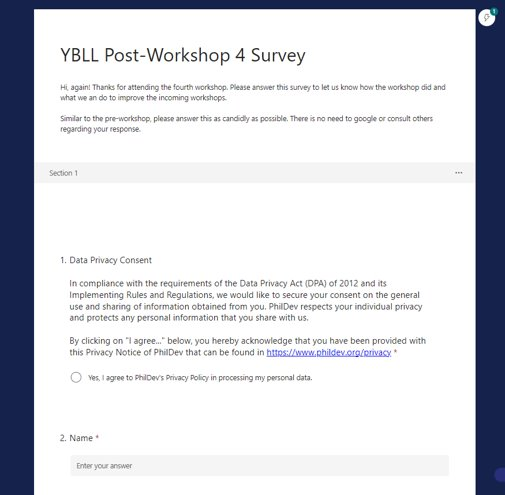 YBLL Post-Workshop 4 Survey
Hi, again! Thanks for attending the fourth workshop. Please answer this survey to let us know how the workshop did and
what we an do to improve the incoming workshops.
Similar to the pre-workshop, please answer this as candidly as possible. There is no need to google or consult others
regarding your response.
Section 1
...
1. Data Privacy Consent
In compliance with the requirements of the Data Privacy Act (DPA) of 2012 and its
Implementing Rules and Regulations, we would like to secure your consent on the general
use and sharing of information obtained from you. PhilDev respects your individual privacy
and protects any personal information that you share with us.
By clicking on "I agree..." below, you hereby acknowledge that you have been provided with
this Privacy Notice of PhilDev that can be found in https://www.phildev.org/privacy *
Yes, I agree to PhilDev's Privacy Policy in processing my personal data.
2. Name *
Enter your answer